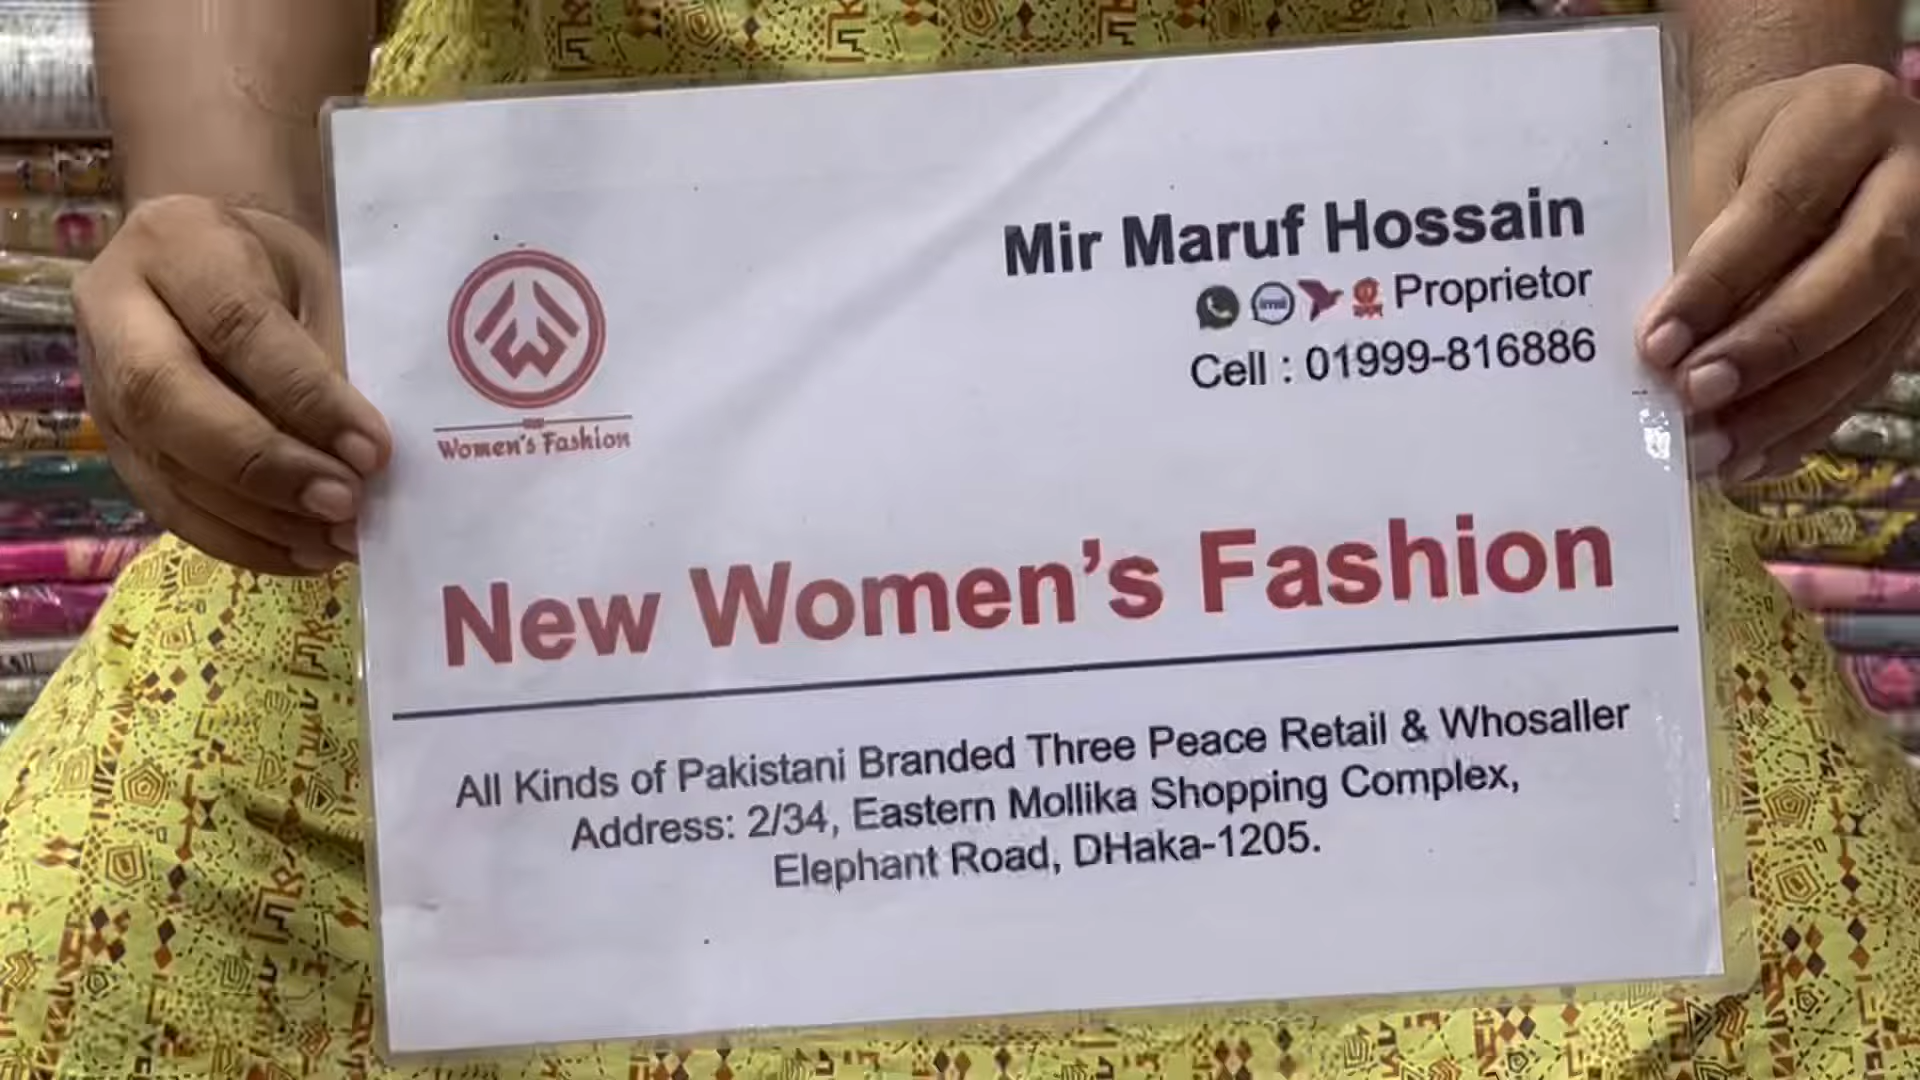 Mir Maruf Hossain
Proprietor
Cell : 01999-816886
Women's Fashion
New Women's Fashion
All Kinds of Pakistani Branded Three Peace Retail & Whosaller
Address: 2/34, Eastern Mollika Shopping Complex,
Elephant Road, DHaka-1205.